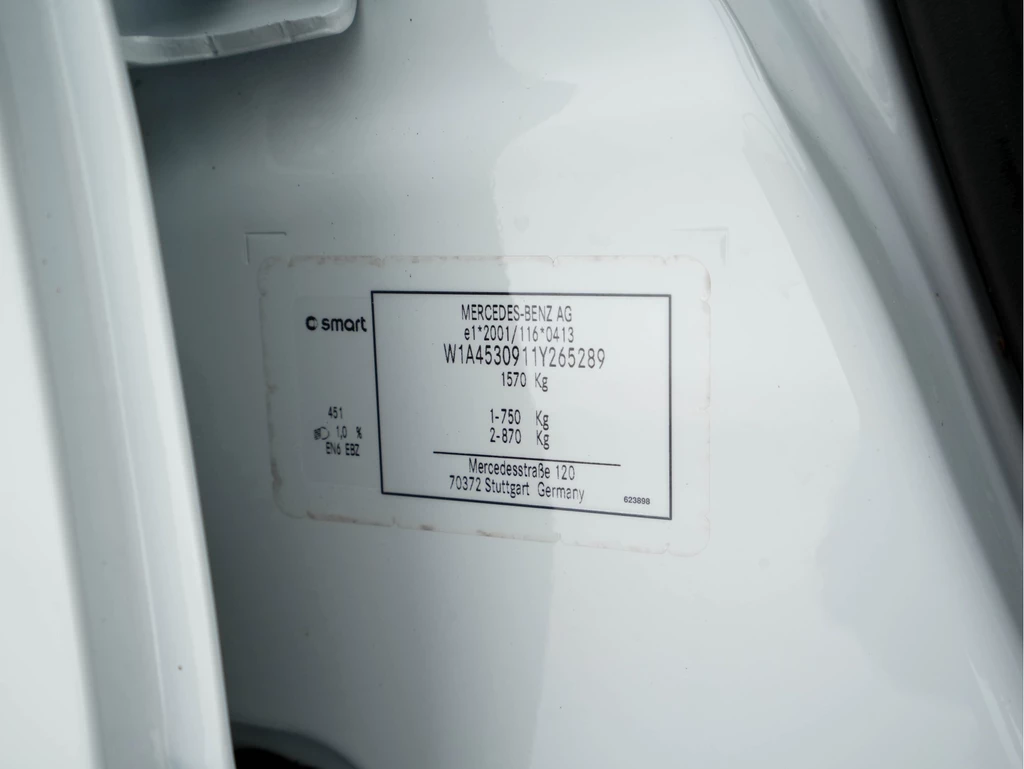 smart
MERCEDES-BENZ AG
e1*2001/116*0413
W1A4530911Y265289
1570 Kg
1-750 Kg
2-870 Kg
451
1,0 %
EN6 EBZ
Mercedesstraße 120
70372 Stuttgart Germany
623898